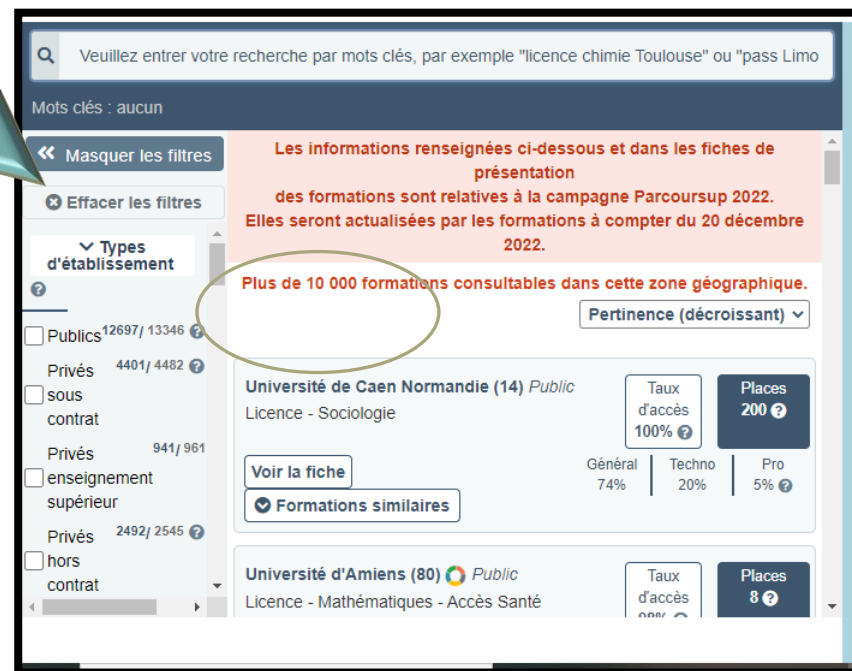 Veuillez entrer votre recherche par mots clés, par exemple "licence chimie Toulouse" ou "pass Limo
Mots clés : aucun
Masquer les filtres
Effacer les filtres
Types
d'établissement
Publics 12697/ 13346
Privés 4401/ 4482
sous
contrat
Privés 941/ 961
enseignement
supérieur
Privés 2492/ 2545
hors
contrat
Les informations renseignées ci-dessous et dans les fiches de
présentation
des formations sont relatives à la campagne Parcoursup 2022.
Elles seront actualisées par les formations à compter du 20 décembre
2022.
Plus de 10 000 formations consultables dans cette zone géographique.
Pertinence (décroissant)
Université de Caen Normandie (14) Public
Licence - Sociologie
Taux
d'accès
100%
Places
200
Voir la fiche
Formations similaires
Général Techno Pro
74% 20% 5%
Université d'Amiens (80) Public
Licence - Mathématiques - Accès Santé
Taux
d'accès
98%
Places
8